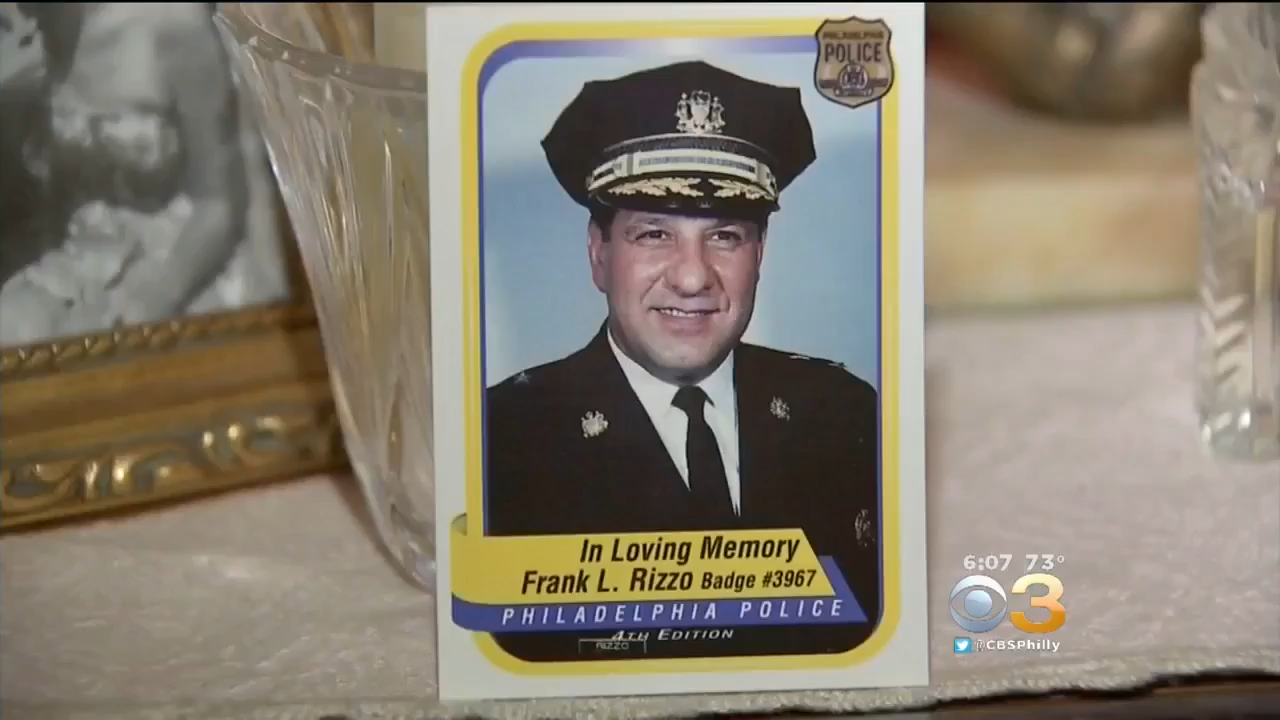 PHILADELPHIA
POLICE
In Loving Memory
Frank L. Rizzo Badge #3967
PHILADELPHIA POLICE
4TH EDITION
RIZZO
6:07 73°
3
@CBSPhilly